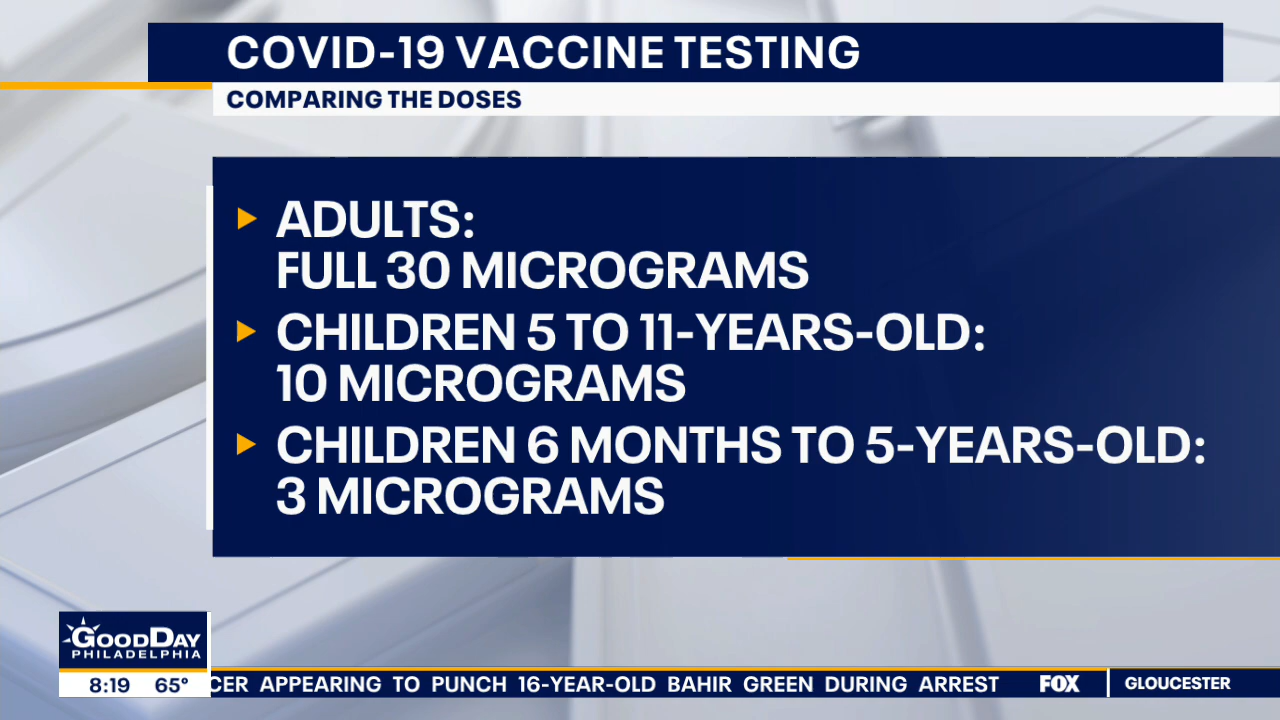 COVID-19 VACCINE TESTING
COMPARING THE DOSES
ADULTS:
FULL 30 MICROGRAMS
CHILDREN 5 TO 11-YEARS-OLD:
10 MICROGRAMS
CHILDREN 6 MONTHS TO 5-YEARS-OLD:
3 MICROGRAMS
GOODDAY
PHILADELPHIA
8:19 65°
CER APPEARING TO PUNCH 16-YEAR-OLD BAHIR GREEN DURING ARREST FOX GLOUCESTER